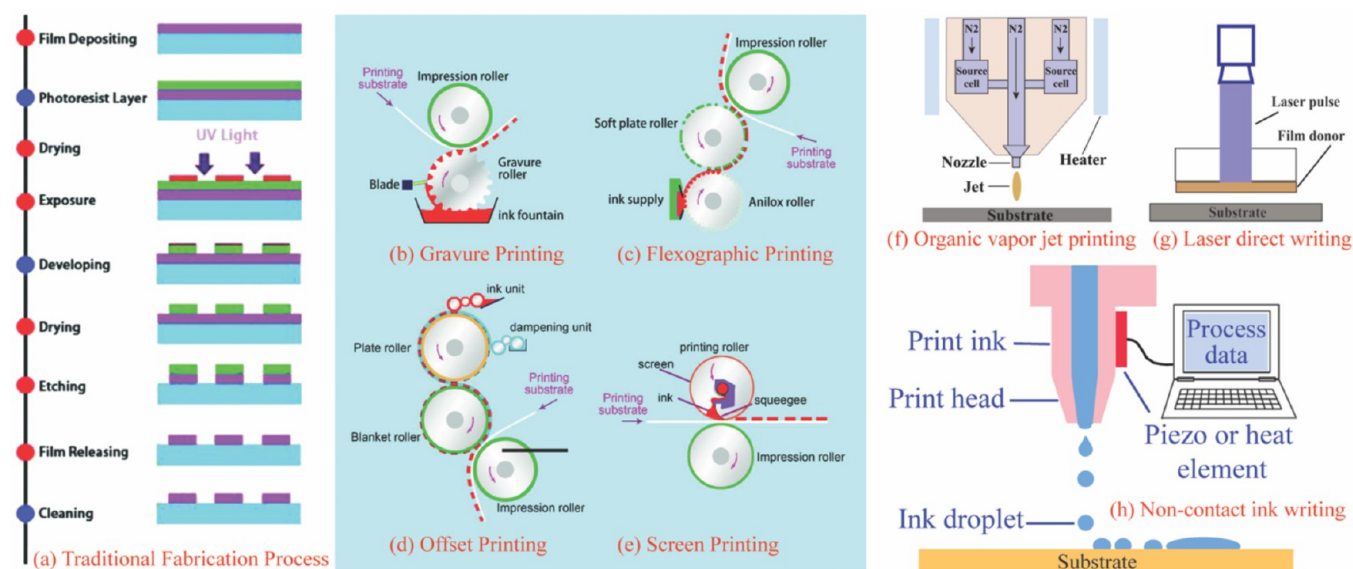 Film Depositing
Photoresist Layer
Drying
UV Light
Exposure
Developing
Drying
Etching
Film Releasing
Cleaning
(a) Traditional Fabrication Process
Printing
substrate
Impression roller
Blade
Gravure
roller
ink fountain
(b) Gravure Printing
Impression roller
Soft plate roller
Printing
substrate
ink supply
Anilox roller
(c) Flexographic Printing
ink unit
dampening unit
Plate roller
Printing
substrate
Blanket roller
Impression roller
(d) Offset Printing
printing roller
screen
Printing
substrate
ink
squeegee
Impression roller
(e) Screen Printing
N2
N2
N2
Source
cell
Source
cell
Nozzle
Heater
Jet
Substrate
(f) Organic vapor jet printing
Laser pulse
Film donor
Substrate
(g) Laser direct writing
Print ink
Process
data
Print head
Piezo or heat
element
Ink droplet
(h) Non-contact ink writing
Substrate